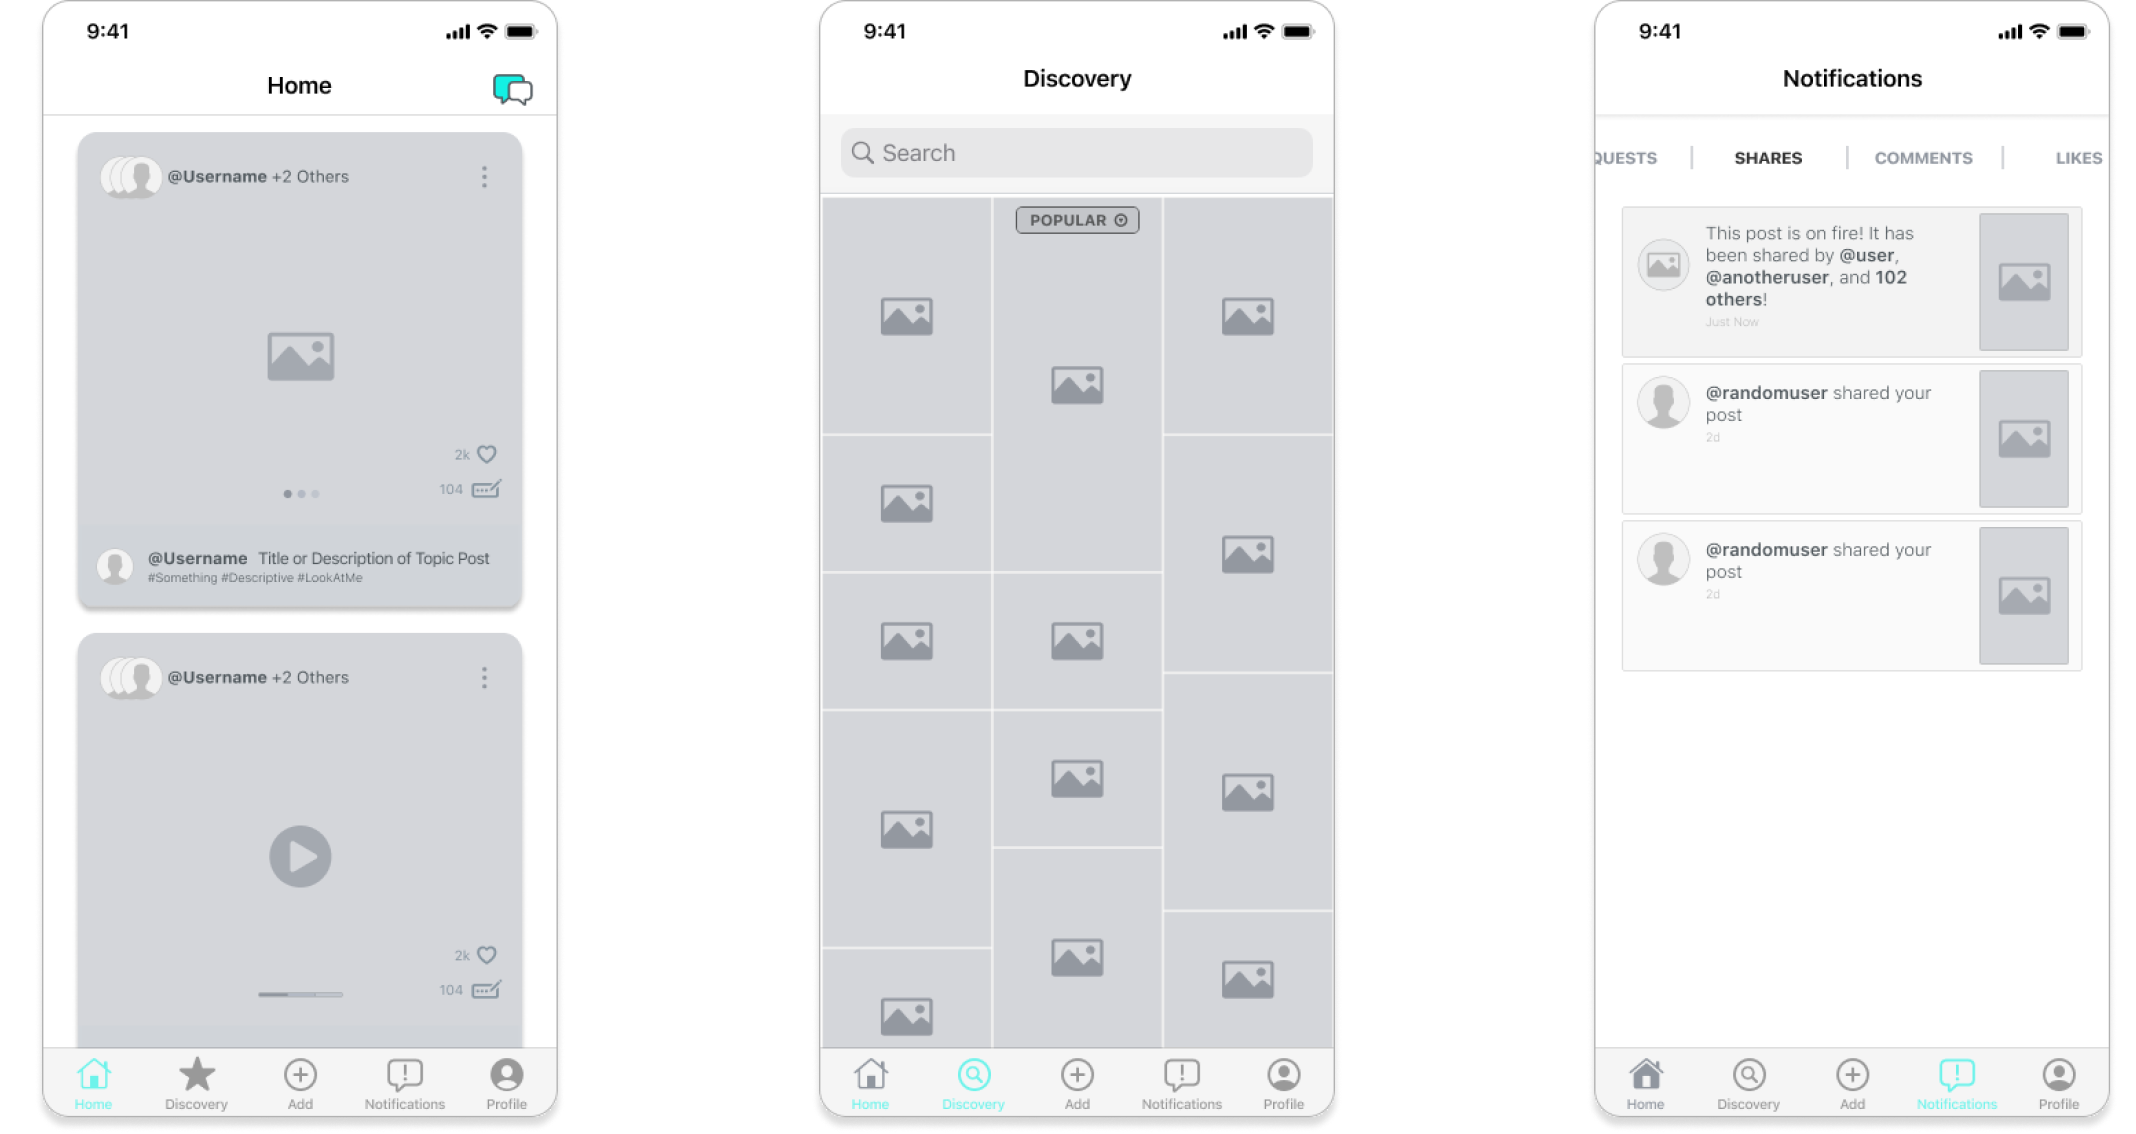 9:41
Home
@Username +2 Others
2k
104
@Username Title or Description of Topic Post
#Something #Descriptive #LookAtMe
@Username +2 Others
2k
104
Home Discovery Add Notifications Profile
9:41
Discovery
Search
POPULAR
Home Discovery Add Notifications Profile
9:41
Notifications
QUESTS SHARES COMMENTS LIKES
This post is on fire! It has
been shared by @user,
@anotheruser, and 102
others!
Just Now
@randomuser shared your
post
2d
@randomuser shared your
post
2d
Home Discovery Add Notifications Profile